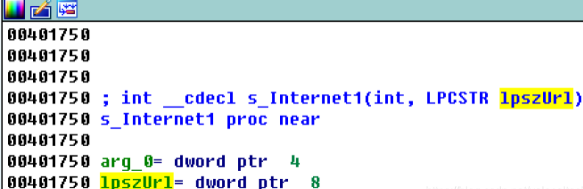 00401750
00401750
00401750
00401750 ; int __cdecl s_Internet1(int, LPCSTR lpszUrl)
00401750 s_Internet1 proc near
00401750
00401750 arg_0= dword ptr  4
00401750 lpszUrl= dword ptr  8